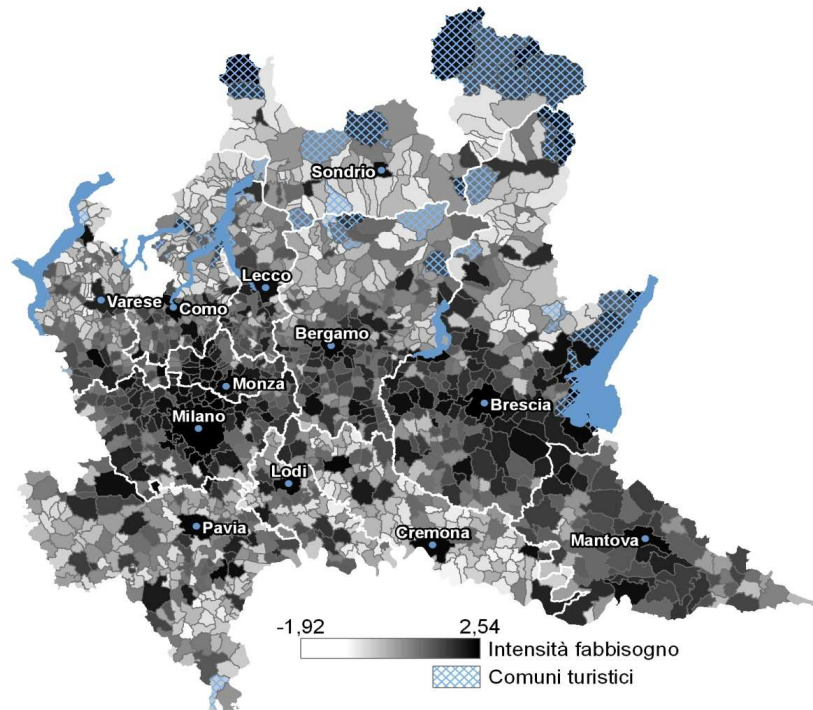 Sondrio
Lecco
Varese
Como
Bergamo
Monza
Brescia
Milano
Lodi
Pavia
Cremona
Mantova
-1,92 2,54
Intensità fabbisogno
Comuni turistici